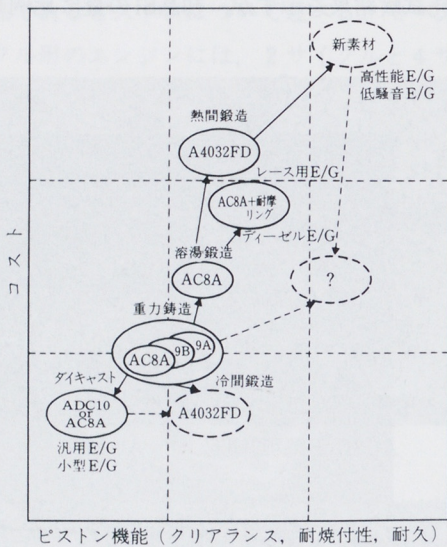 新素材
高性能E/G
低騒音E/G
熱間鍛造
A4032FD
レース用E/G
AC8A+耐摩
リング
ディーゼルE/G
溶湯鍛造
AC8A
?
重力鋳造
AC8A
9B
9A
ダイキャスト
冷間鍛造
ADC10
or
AC8A
A4032FD
汎用E/G
小型E/G
コスト
ピストン機能(クリアランス,耐焼付性,耐久)